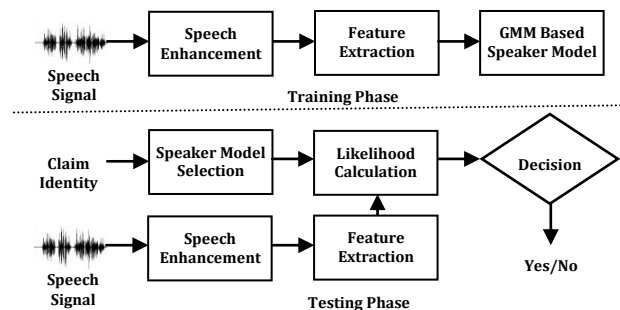 Speech
Signal
Speech
Enhancement
Feature
Extraction
GMM Based
Speaker Model
Training Phase
Claim
Identity
Speaker Model
Selection
Likelihood
Calculation
Decision
Yes/No
Speech
Signal
Speech
Enhancement
Feature
Extraction
Testing Phase